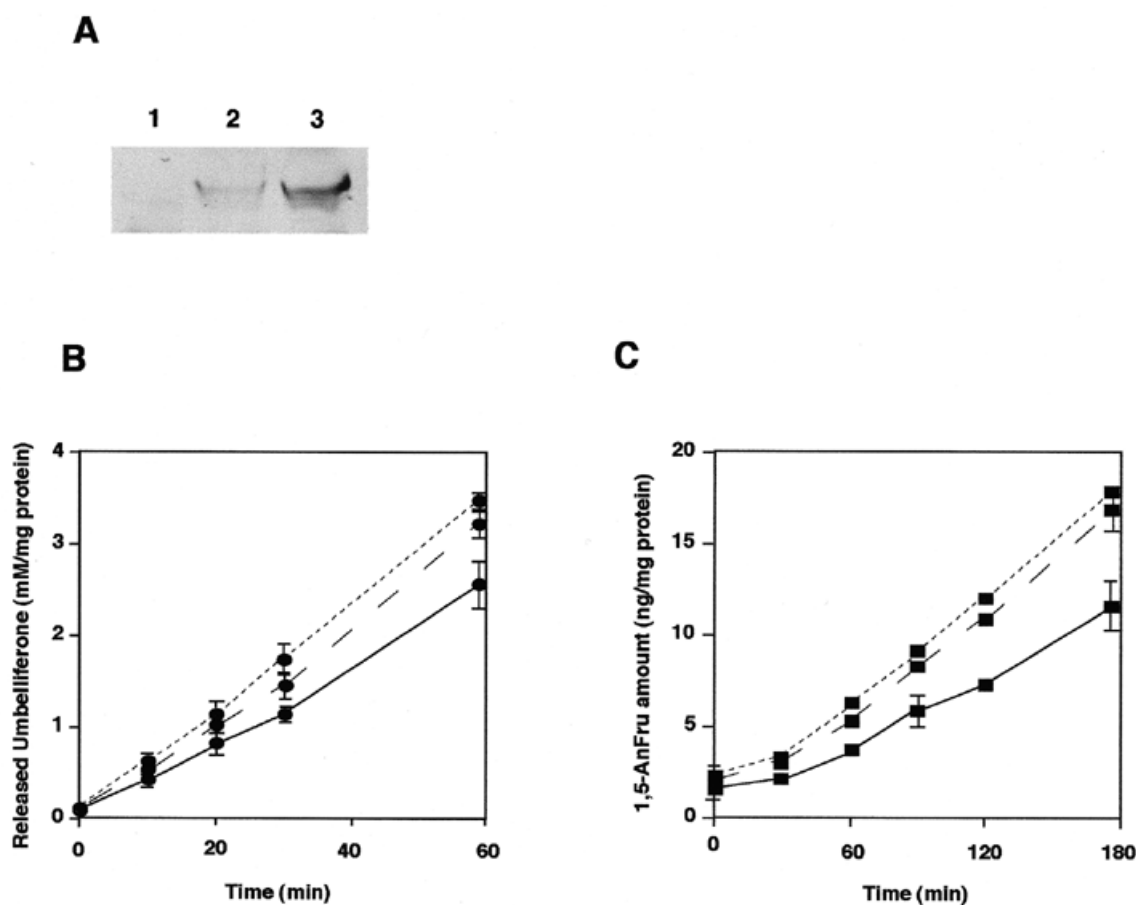 A
1 2 3
B
C
Released Umbelliferone (mM/mg protein)
4
3
2
1
0
0 20 40 60
Time (min)
1,5-AnFru amount (ng/mg protein)
20
15
10
5
0
0 60 120 180
Time (min)